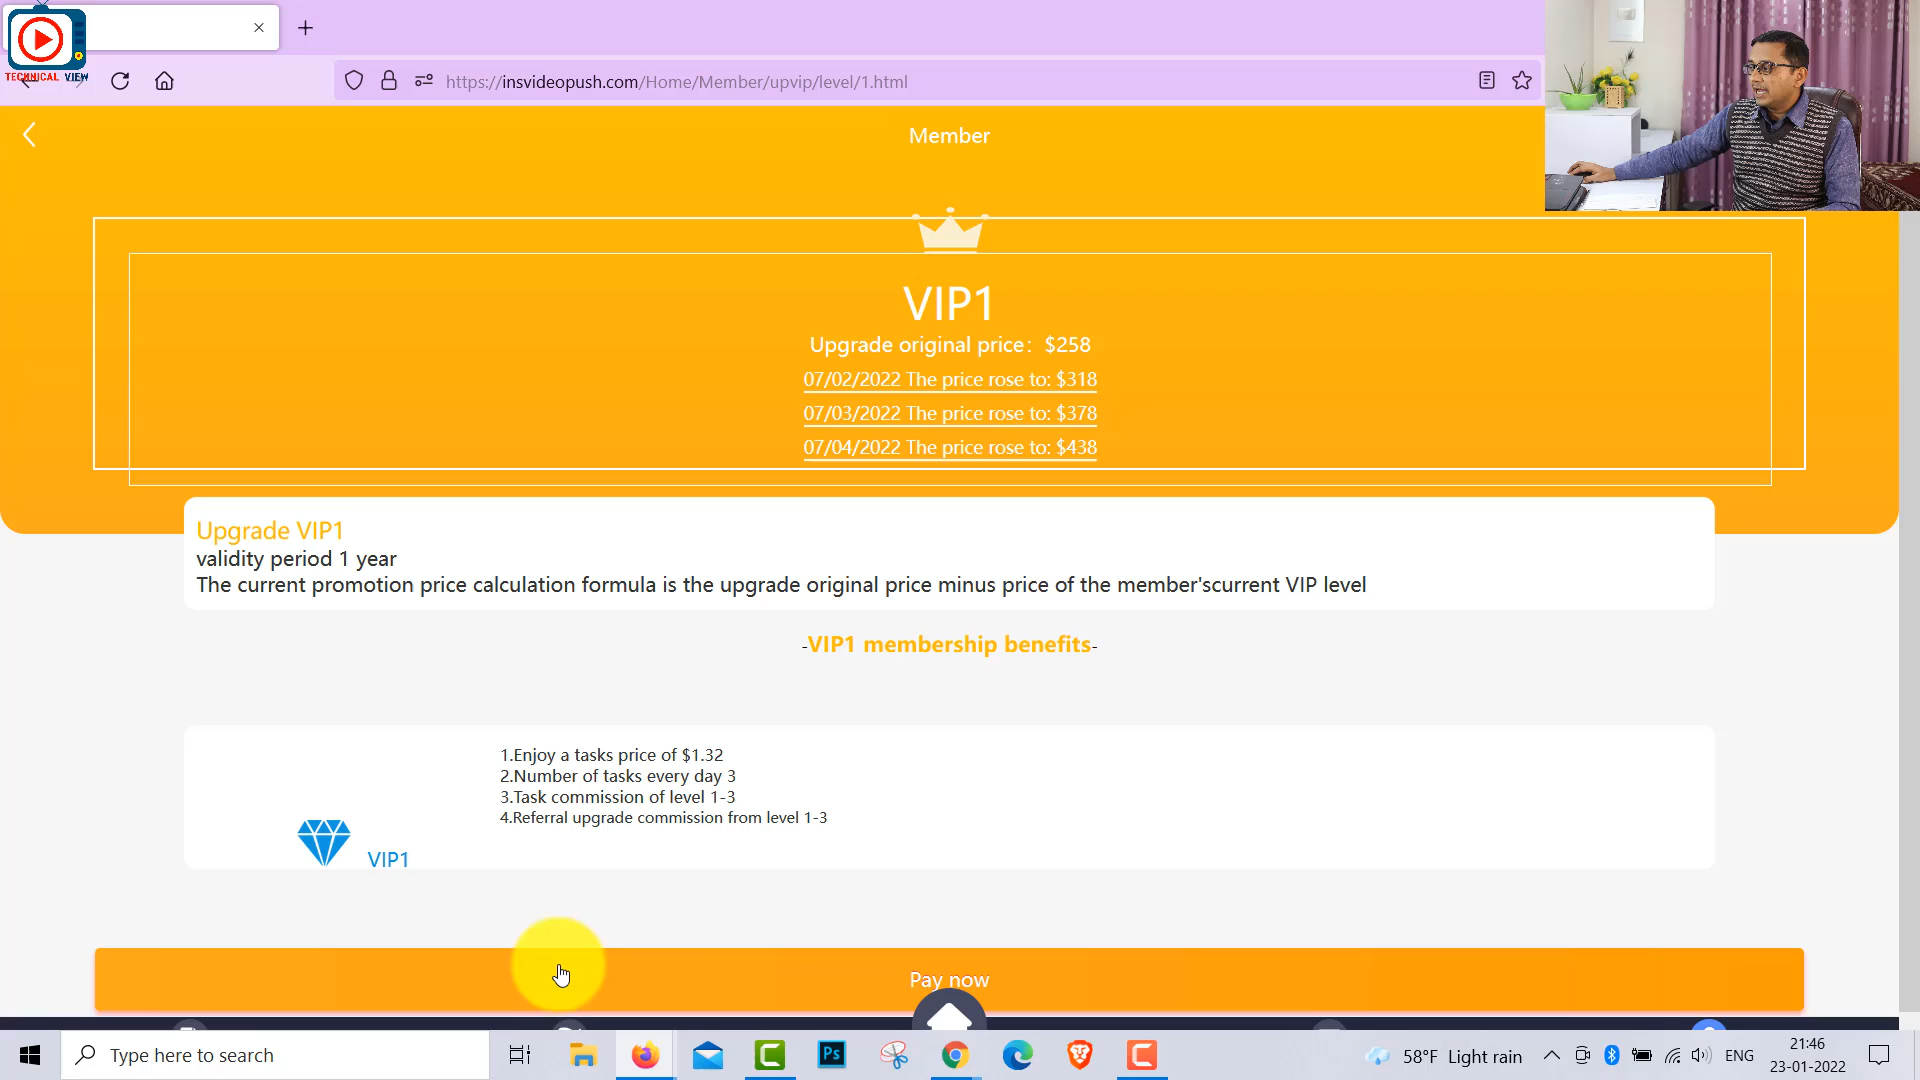 TECHNICAL VIEW
https://insvideopush.com/Home/Member/upvip/level/1.html
Member
VIP1
Upgrade original price： $258
07/02/2022 The price rose to: $318
07/03/2022 The price rose to: $378
07/04/2022 The price rose to: $438
Upgrade VIP1
validity period 1 year
The current promotion price calculation formula is the upgrade original price minus price of the member'scurrent VIP level
-VIP1 membership benefits-
1.Enjoy a tasks price of $1.32
2.Number of tasks every day 3
3.Task commission of level 1-3
4.Referral upgrade commission from level 1-3
VIP1
Pay now
Type here to search
Ps
58°F Light rain
ENG
21:46
23-01-2022